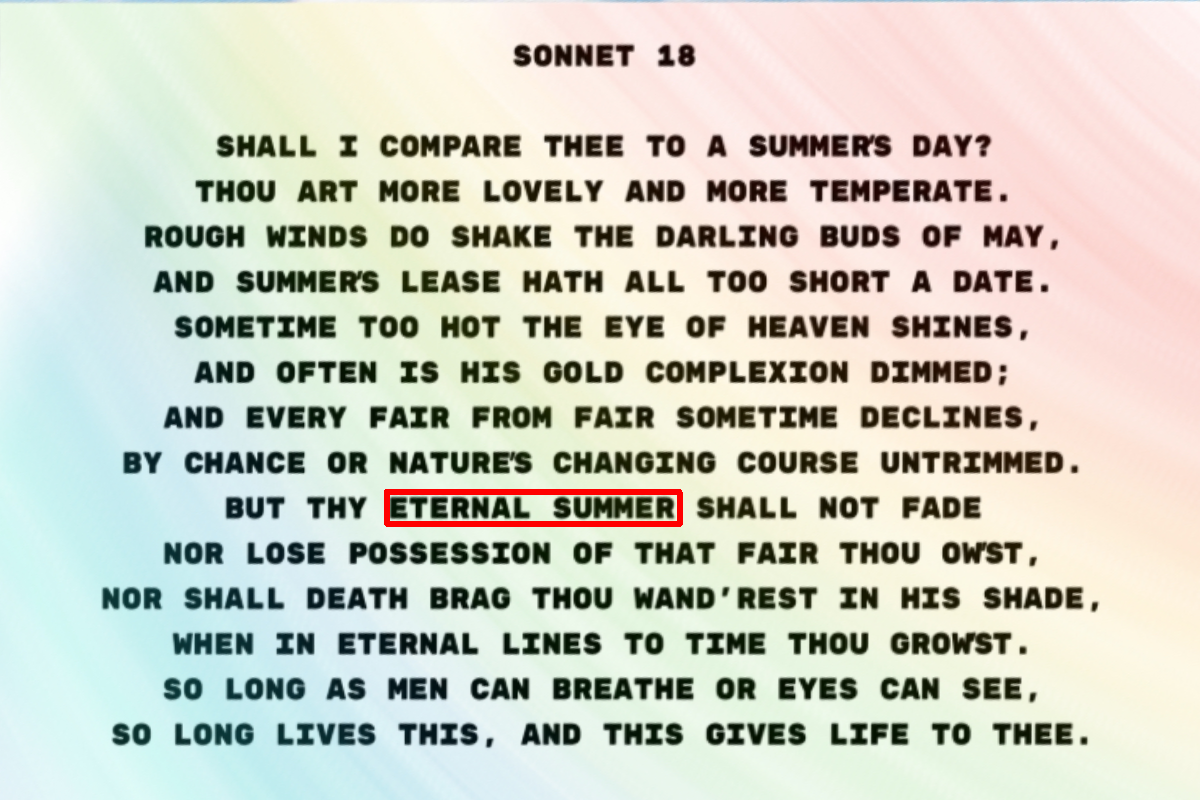 SONNET 18
SHALL I COMPARE THEE TO A SUMMER'S DAY?
THOU ART MORE LOVELY AND MORE TEMPERATE.
ROUGH WINDS DO SHAKE THE DARLING BUDS OF MAY,
AND SUMMER'S LEASE HATH ALL TOO SHORT A DATE.
SOMETIME TOO HOT THE EYE OF HEAVEN SHINES,
AND OFTEN IS HIS GOLD COMPLEXION DIMMED;
AND EVERY FAIR FROM FAIR SOMETIME DECLINES,
BY CHANCE OR NATURE'S CHANGING COURSE UNTRIMMED.
BUT THY ETERNAL SUMMER SHALL NOT FADE
NOR LOSE POSSESSION OF THAT FAIR THOU OW'ST,
NOR SHALL DEATH BRAG THOU WAND'REST IN HIS SHADE,
WHEN IN ETERNAL LINES TO TIME THOU GROW'ST.
SO LONG AS MEN CAN BREATHE OR EYES CAN SEE,
SO LONG LIVES THIS, AND THIS GIVES LIFE TO THEE.